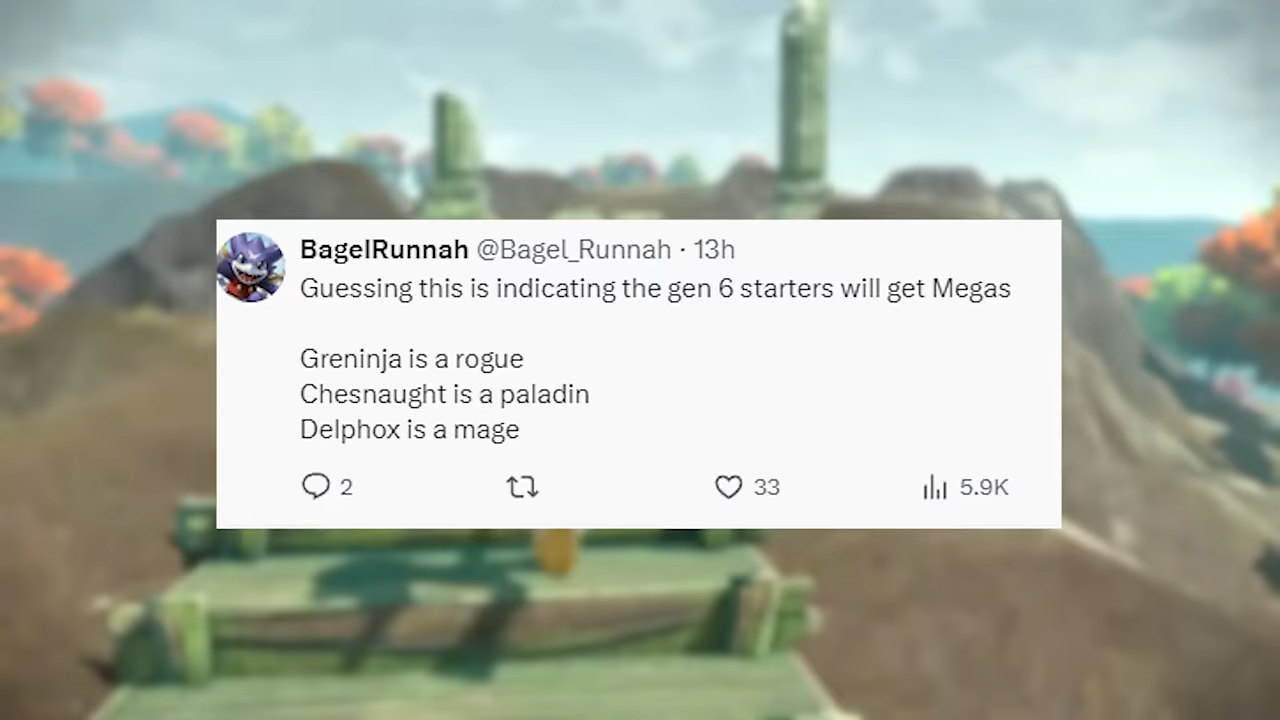 BagelRunnah @Bagel_Runnah · 13h
Guessing this is indicating the gen 6 starters will get Megas
Greninja is a rogue
Chesnaught is a paladin
Delphox is a mage
2 33 5.9K